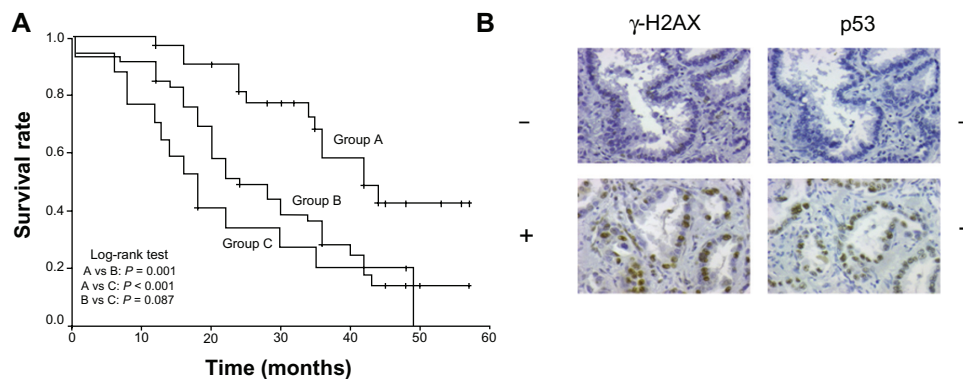 A
B
γ-H2AX
p53
Survival rate
1.0
0.8
0.6
0.4
0.2
0.0
Group A
Group B
Group C
Log-rank test
A vs B: P = 0.001
A vs C: P < 0.001
B vs C: P = 0.087
0
10
20
30
40
50
60
Time (months)
–
–
+